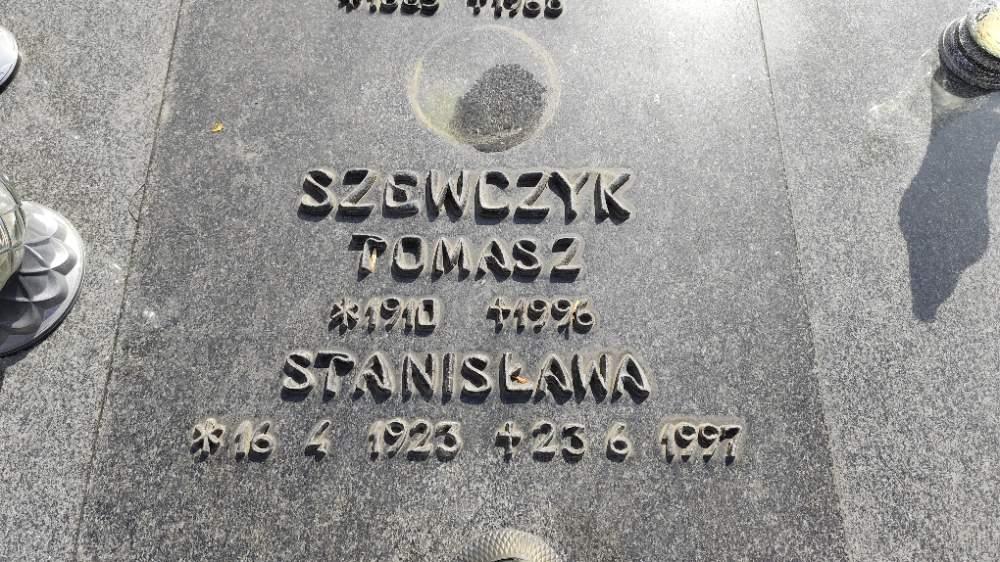 SZEWCZYK
TOMASZ
*1910 +1996
STANISŁAWA
*16 4 1923 +23 6 1997